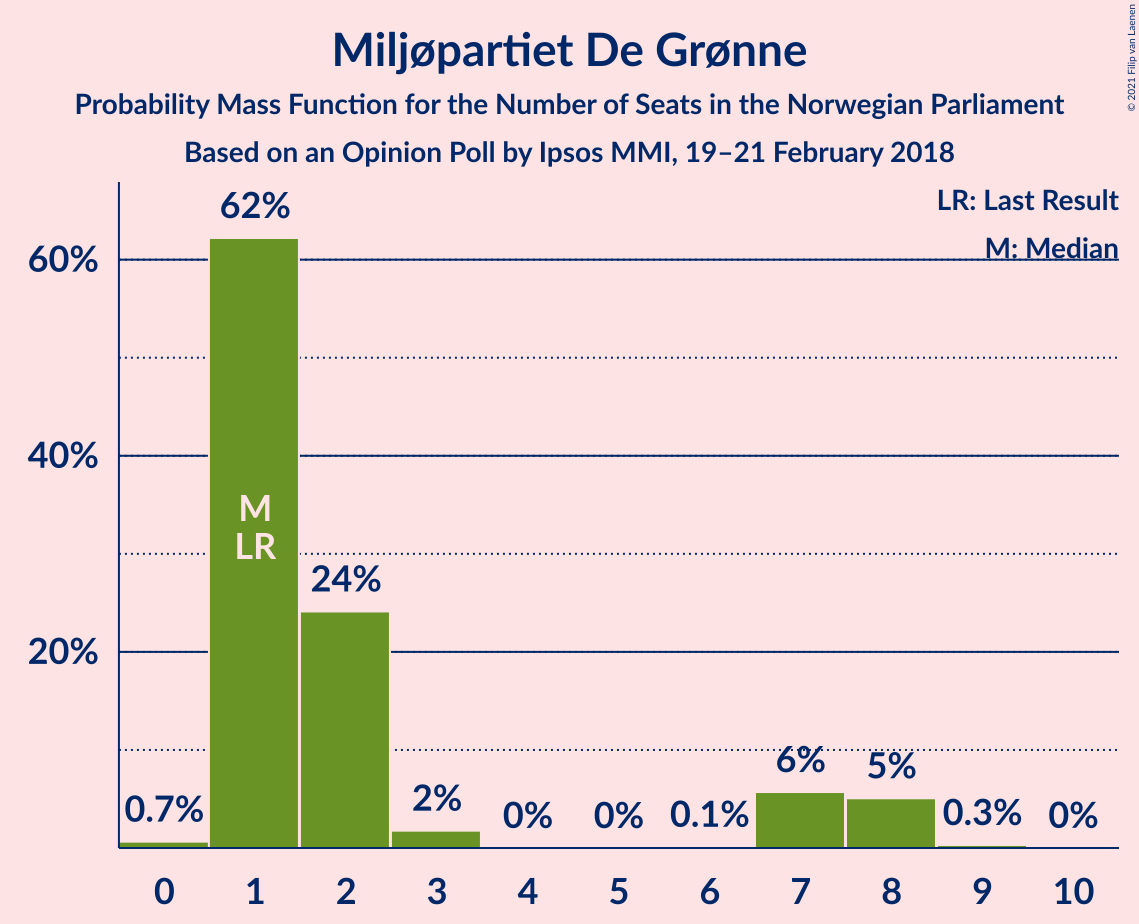 Miljøpartiet De Grønne
Probability Mass Function for the Number of Seats in the Norwegian Parliament
Based on an Opinion Poll by Ipsos MMI, 19–21 February 2018
© 2021 Filip van Laenen
LR: Last Result
M: Median
60%
40%
20%
0.7%
62%
M
LR
24%
2%
0%
0%
0.1%
6%
5%
0.3%
0%
0 1 2 3 4 5 6 7 8 9 10